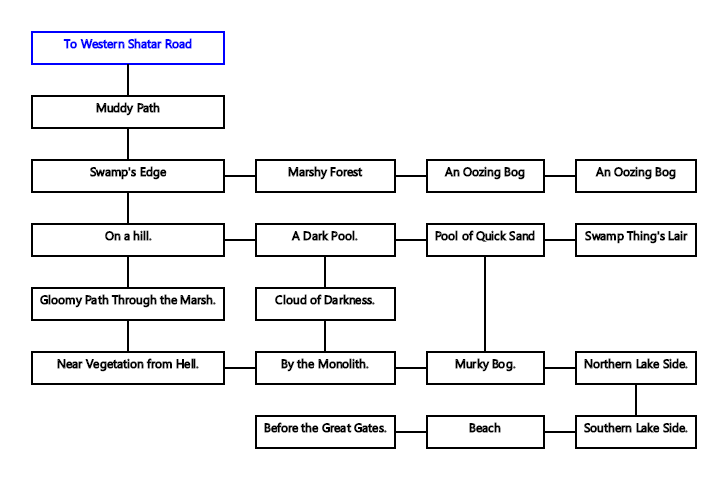 To Western Shatar Road
Muddy Path
Swamp's Edge
Marshy Forest
An Oozing Bog
An Oozing Bog
On a hill.
A Dark Pool.
Pool of Quick Sand
Swamp Thing's Lair
Gloomy Path Through the Marsh.
Cloud of Darkness.
Near Vegetation from Hell.
By the Monolith.
Murky Bog.
Northern Lake Side.
Before the Great Gates.
Beach
Southern Lake Side.